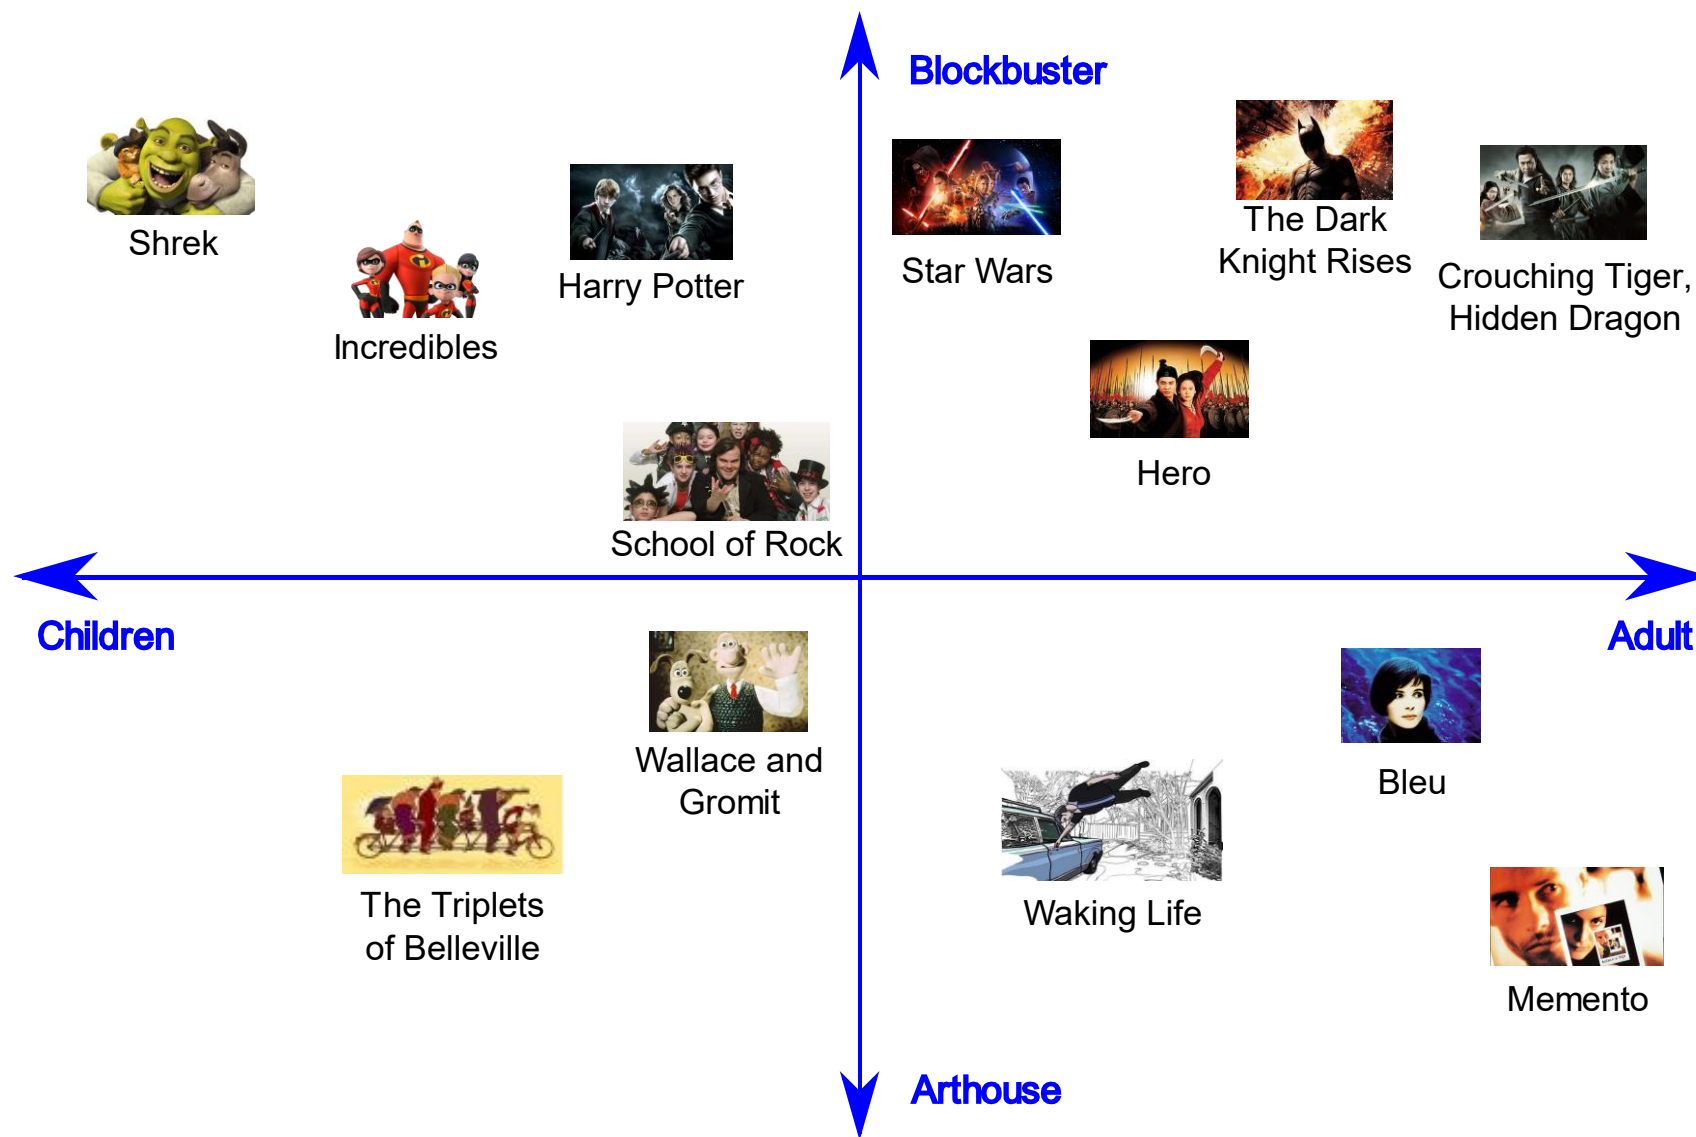 Blockbuster
Shrek
Incredibles
Harry Potter
Star Wars
The Dark
Knight Rises
Crouching Tiger,
Hidden Dragon
Hero
School of Rock
Children
Adult
Wallace and
Gromit
The Triplets
of Belleville
Bleu
Waking Life
Memento
Arthouse